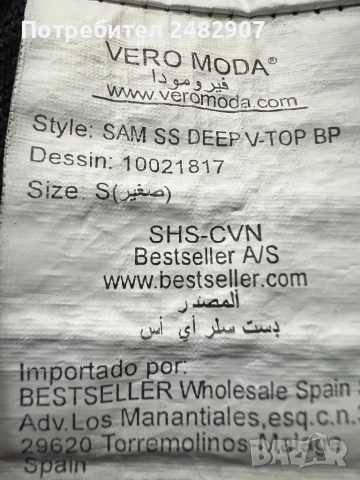 Потребител 2482907
VERO MODA®
فيرومودا
www.veromoda.com
Style: SAM SS DEEP V-TOP BP
Dessin: 10021817
Size: S(صغير)
SHS-CVN
Bestseller A/S
www.bestseller.com
المصدر
بست سلر أي أس
Importado por:
BESTSELLER Wholesale Spain
Adv.Los Manantiales,esq.c.n.
29620 Torremolinos-Malaga
Spain
bazar